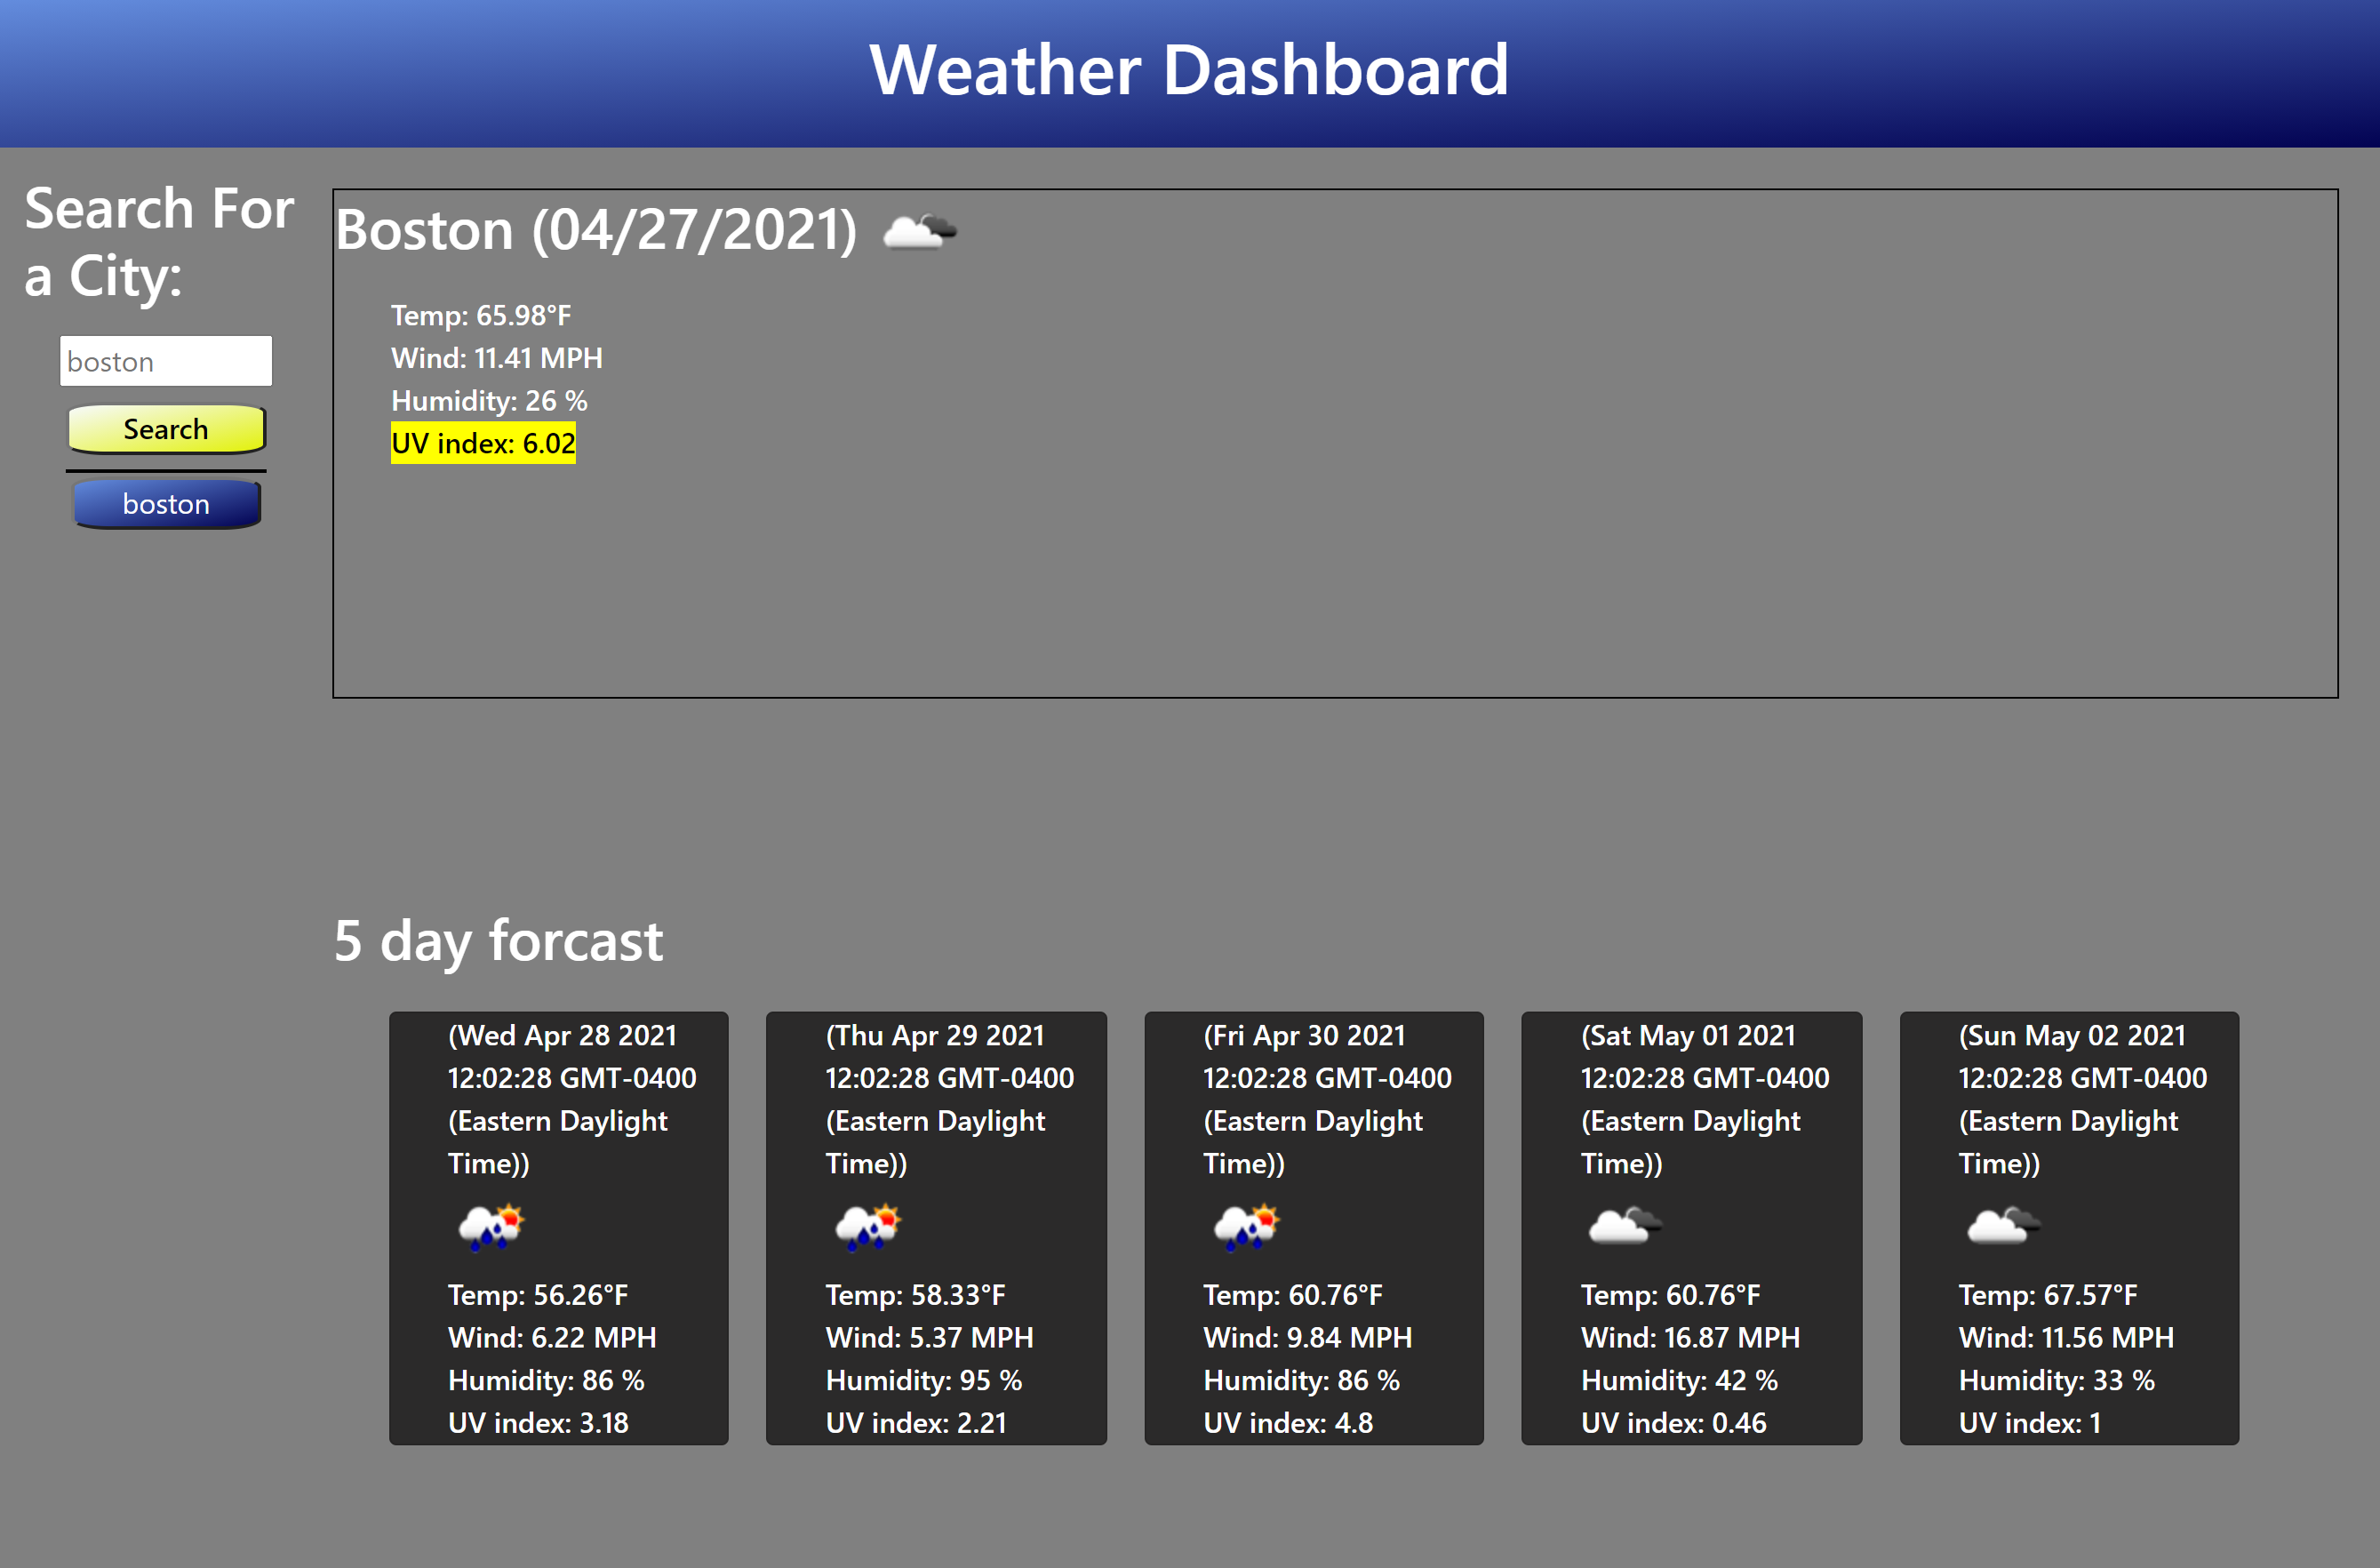 Weather Dashboard
Search For
a City:
boston
Search
boston
Boston (04/27/2021)
Temp: 65.98°F
Wind: 11.41 MPH
Humidity: 26 %
UV index: 6.02
5 day forcast
(Wed Apr 28 2021
12:02:28 GMT-0400
(Eastern Daylight
Time))
Temp: 56.26°F
Wind: 6.22 MPH
Humidity: 86 %
UV index: 3.18
(Thu Apr 29 2021
12:02:28 GMT-0400
(Eastern Daylight
Time))
Temp: 58.33°F
Wind: 5.37 MPH
Humidity: 95 %
UV index: 2.21
(Fri Apr 30 2021
12:02:28 GMT-0400
(Eastern Daylight
Time))
Temp: 60.76°F
Wind: 9.84 MPH
Humidity: 86 %
UV index: 4.8
(Sat May 01 2021
12:02:28 GMT-0400
(Eastern Daylight
Time))
Temp: 60.76°F
Wind: 16.87 MPH
Humidity: 42 %
UV index: 0.46
(Sun May 02 2021
12:02:28 GMT-0400
(Eastern Daylight
Time))
Temp: 67.57°F
Wind: 11.56 MPH
Humidity: 33 %
UV index: 1